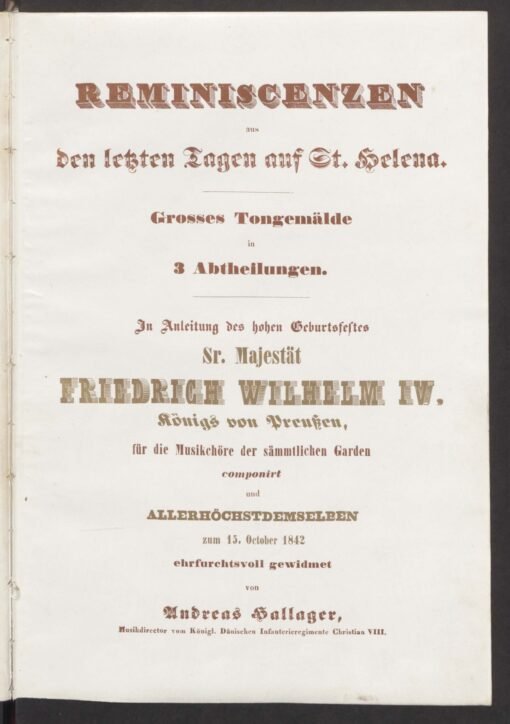 REMINISCENZEN
aus
den letzten Tagen auf St. Helena.
Grosses Tongemälde
in
3 Abtheilungen.
In Anleitung des hohen Geburtsfestes
Sr. Majestät
FRIEDRICH WILHELM IV.
Königs von Preußen,
für die Musikchöre der sämmtlichen Garden
componirt
und
ALLERHÖCHSTDEMSELBEN
zum 15. October 1842
ehrfurchtsvoll gewidmet
von
Andreas Hallager,
Musikdirector vom Königl. Dänischen Infanterieregimente Christian VIII.